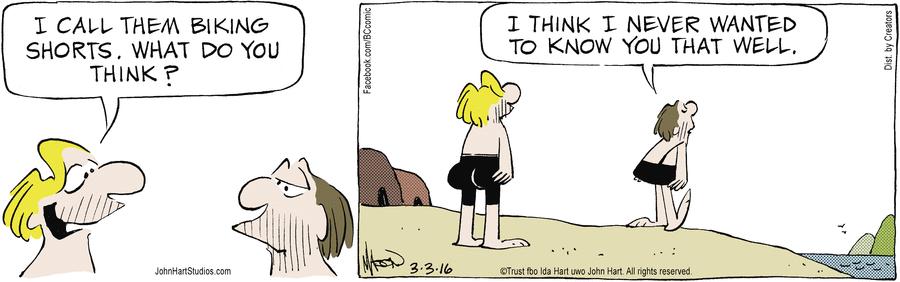 I CALL THEM BIKING
SHORTS. WHAT DO YOU
THINK?
JohnHartStudios.com
Facebook.com/BCcomic
I THINK I NEVER WANTED
TO KNOW YOU THAT WELL.
Dist. by Creators
MASON 3·3·16
©Trust fbo Ida Hart uwo John Hart. All rights reserved.